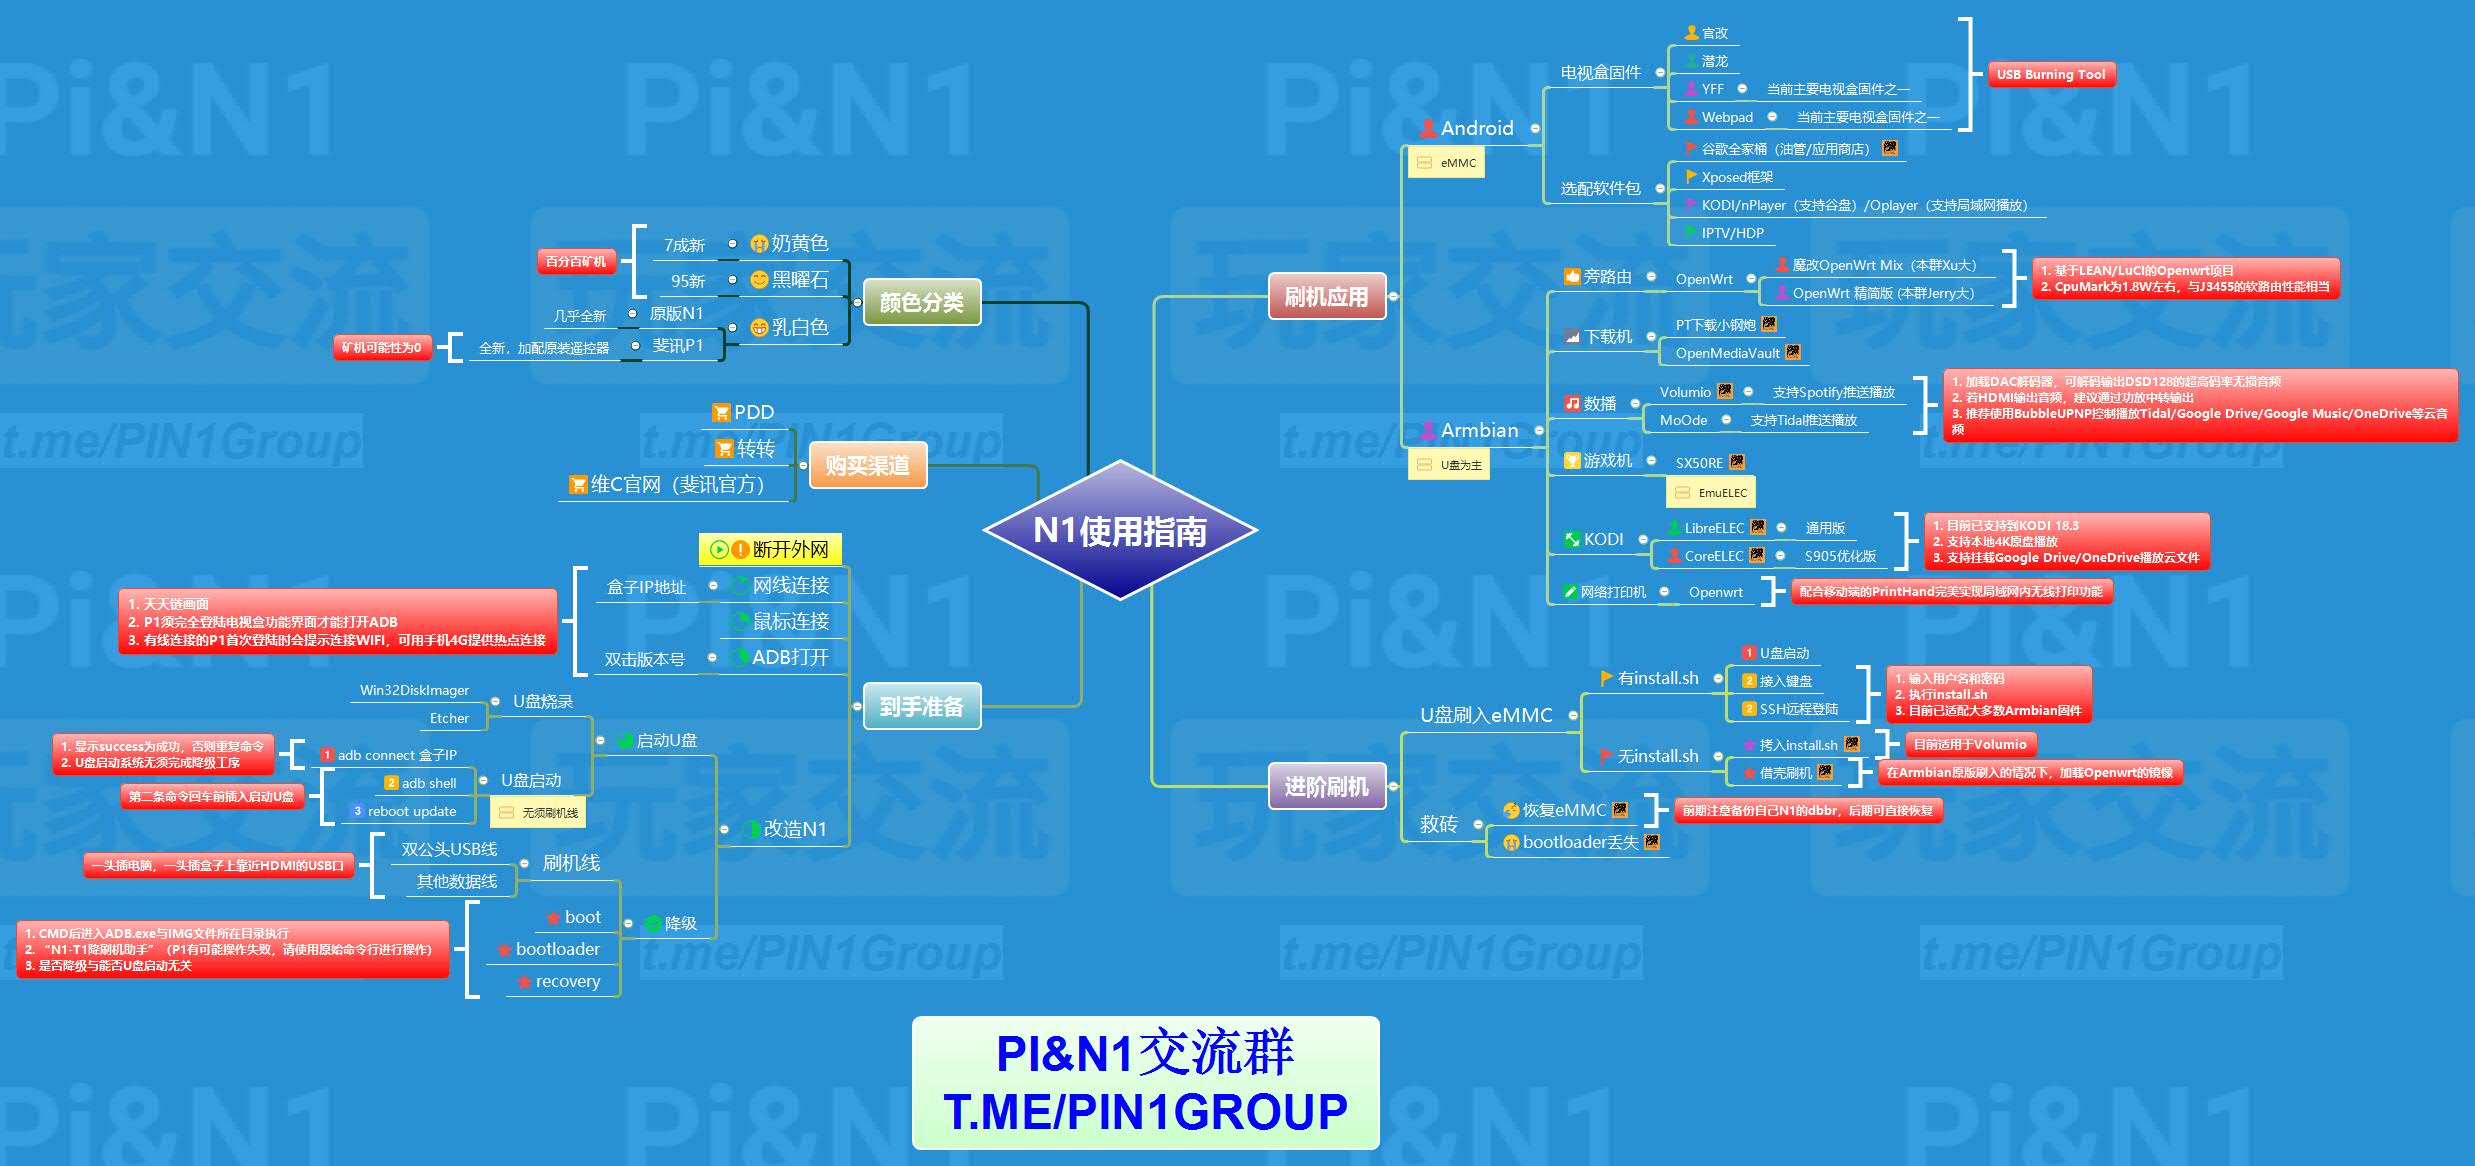 N1使用指南
颜色分类
奶黄色
7成新
黑曜石
95新
百分百矿机
乳白色
原版N1
几乎全新
斐讯P1
全新，加配原装遥控器
矿机可能性为0
购买渠道
PDD
转转
维C官网（斐讯官方）
到手准备
断开外网
网线连接
盒子IP地址
鼠标连接
ADB打开
双击版本号
1. 天天链画面
2. P1须完全登陆电视盒功能界面才能打开ADB
3. 有线连接的P1首次登陆时会提示连接WIFI，可用手机4G提供热点连接
改造N1
启动U盘
U盘烧录
Win32DiskImager
Etcher
U盘启动
无须刷机线
1 adb connect 盒子IP
2 adb shell
3 reboot update
1. 显示success为成功，否则重复命令
2. U盘启动系统无须完成降级工序
第二条命令回车前插入启动U盘
降级
刷机线
双公头USB线
其他数据线
一头插电脑，一头插盒子上靠近HDMI的USB口
boot
bootloader
recovery
1. CMD后进入ADB.exe与IMG文件所在目录执行
2. “N1-T1降刷机助手”（P1有可能操作失败，请使用原始命令行进行操作）
3. 是否降级与能否U盘启动无关
刷机应用
Android
eMMC
电视盒固件
官改
潜龙
YFF
当前主要电视盒固件之一
Webpad
当前主要电视盒固件之一
USB Burning Tool
选配软件包
谷歌全家桶（油管/应用商店）
Xposed框架
KODI/nPlayer（支持谷盘）/Oplayer（支持局域网播放）
IPTV/HDP
Armbian
U盘为主
旁路由
OpenWrt
魔改OpenWrt Mix（本群Xu大）
OpenWrt 精简版 (本群Jerry大）
1. 基于LEAN/LuCI的Openwrt项目
2. CpuMark为1.8W左右，与J3455的软路由性能相当
下载机
PT下载小钢炮
OpenMediaVault
数播
Volumio
支持Spotify推送播放
MoOde
支持Tidal推送播放
1. 加载DAC解码器，可解码输出DSD128的超高码率无损音频
2. 若HDMI输出音频，建议通过功放中转输出
3. 推荐使用BubbleUPNP控制播放Tidal/Google Drive/Google Music/OneDrive等云音
频
游戏机
SX50RE
EmuELEC
KODI
LibreELEC
通用版
CoreELEC
S905优化版
1. 目前已支持到KODI 18.3
2. 支持本地4K原盘播放
3. 支持挂载Google Drive/OneDrive播放云文件
网络打印机
Openwrt
配合移动端的PrintHand完美实现局域网内无线打印功能
进阶刷机
U盘刷入eMMC
有install.sh
1 U盘启动
2 接入键盘
2 SSH远程登陆
1. 输入用户名和密码
2. 执行install.sh
3. 目前已适配大多数Armbian固件
无install.sh
拷入install.sh
目前适用于Volumio
借壳刷机
在Armbian原版刷入的情况下，加载Openwrt的镜像
救砖
恢复eMMC
前期注意备份自己N1的dbbr，后期可直接恢复
bootloader丢失
PI&N1交流群
T.ME/PIN1GROUP
Pi&N1
玩家交流
t.me/PIN1Group